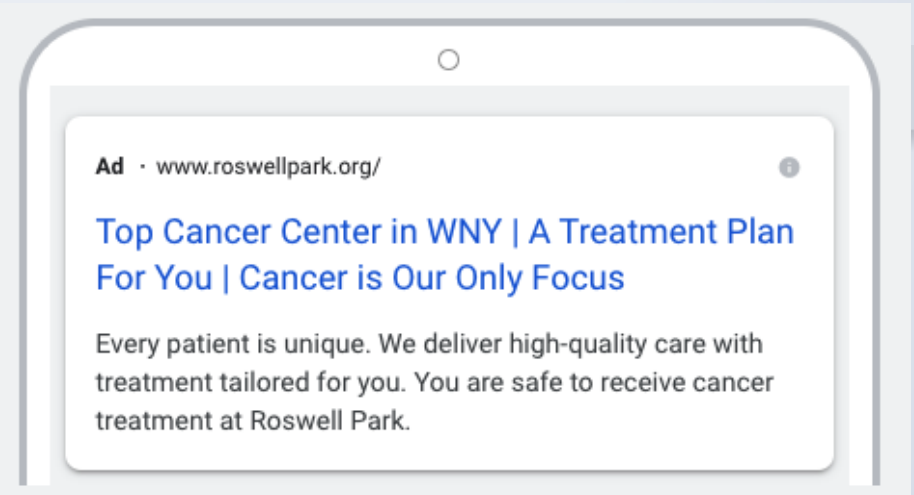 Ad · www.roswellpark.org/
Top Cancer Center in WNY | A Treatment Plan
For You | Cancer is Our Only Focus
Every patient is unique. We deliver high-quality care with
treatment tailored for you. You are safe to receive cancer
treatment at Roswell Park.